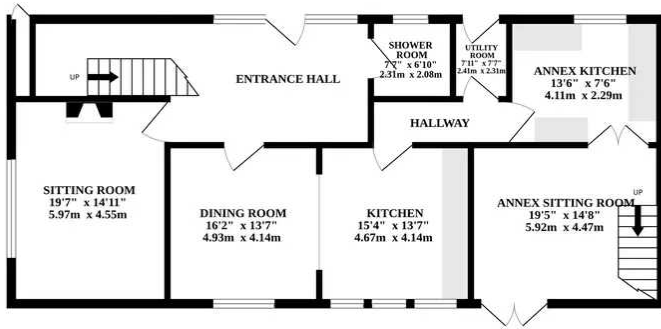 UP
ENTRANCE HALL
SHOWER
ROOM
7'7" x 6'10"
2.31m x 2.08m
UTILITY
ROOM
7'11" x 7'7"
2.41m x 2.31m
ANNEX KITCHEN
13'6" x 7'6"
4.11m x 2.29m
HALLWAY
SITTING ROOM
19'7" x 14'11"
5.97m x 4.55m
DINING ROOM
16'2" x 13'7"
4.93m x 4.14m
KITCHEN
15'4" x 13'7"
4.67m x 4.14m
ANNEX SITTING ROOM
19'5" x 14'8"
5.92m x 4.47m
UP